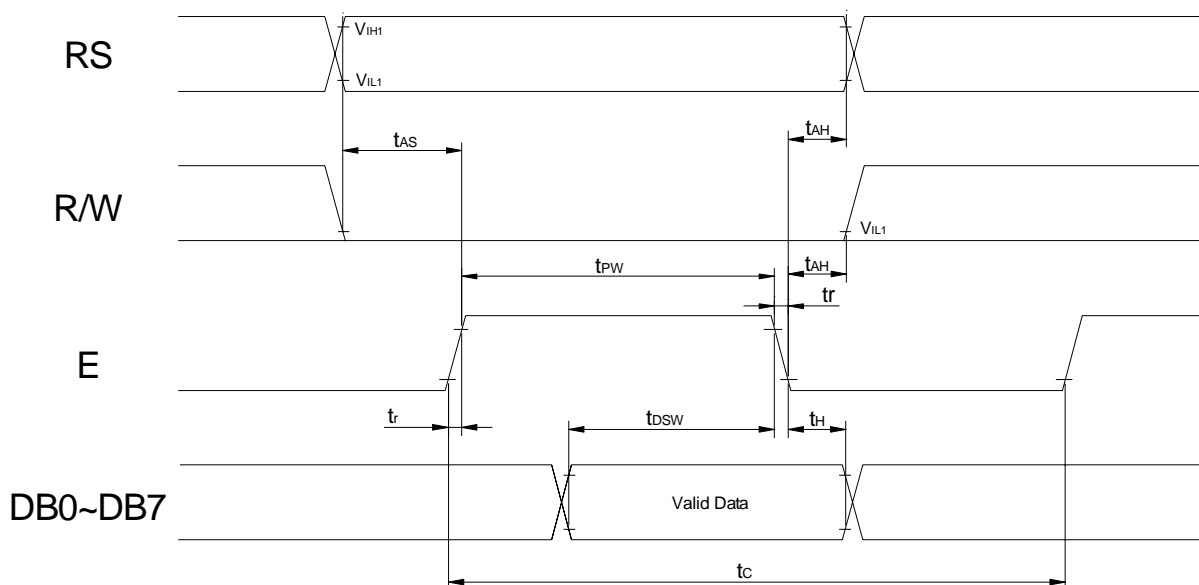 RS
VIH1
VIL1
tAS
tAH
R/W
VIL1
tPW
tAH
tr
E
tr
tDSW
tH
DB0~DB7
Valid Data
tC